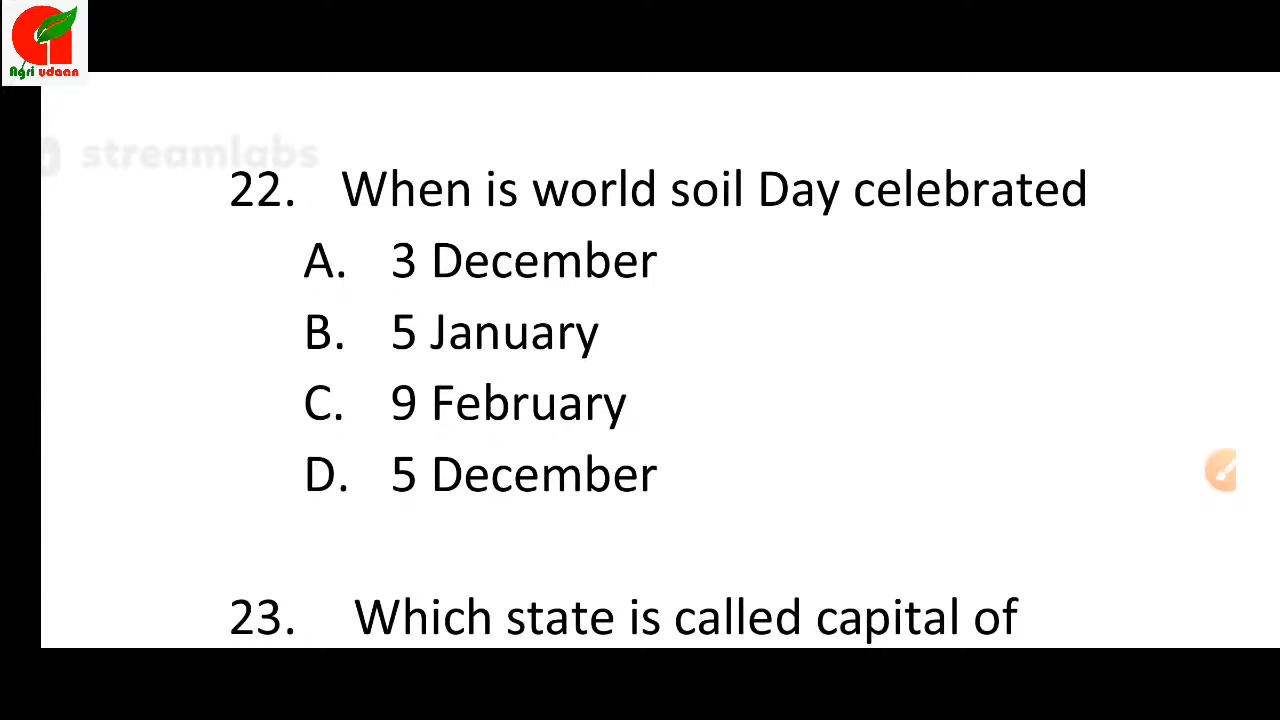 Agri udaan
streamlabs
22. When is world soil Day celebrated
A. 3 December
B. 5 January
C. 9 February
D. 5 December
23. Which state is called capital of